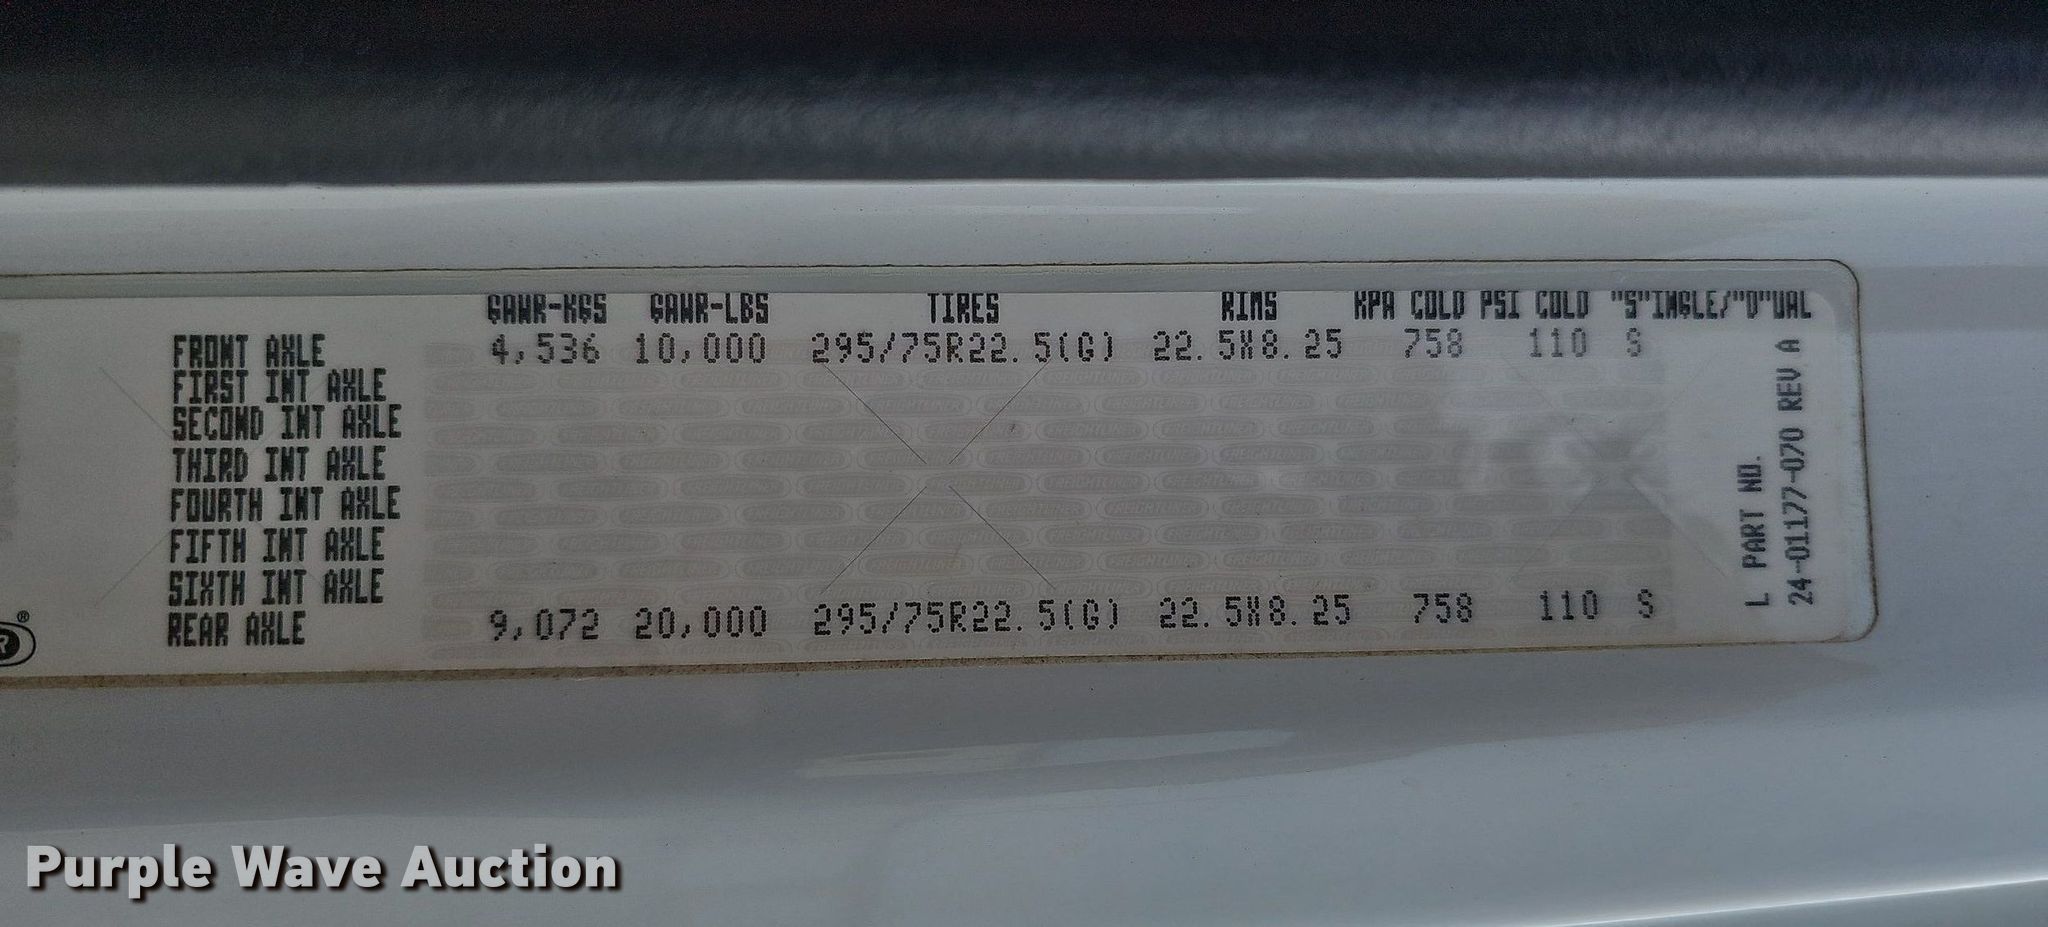 GAWR-KGS GAWR-LBS TIRES RIMS KPA COLD PSI COLD "S"INGLE/"D"UAL
FRONT AXLE 4,536 10,000 295/75R22.5(G) 22.5X8.25 758 110 S
FIRST INT AXLE
SECOND INT AXLE
THIRD INT AXLE
FOURTH INT AXLE
FIFTH INT AXLE
SIXTH INT AXLE
REAR AXLE 9,072 20,000 295/75R22.5(G) 22.5X8.25 758 110 S
L PART NO.
24-01177-070 REV A
R®
FREIGHTLINER
Purple Wave Auction